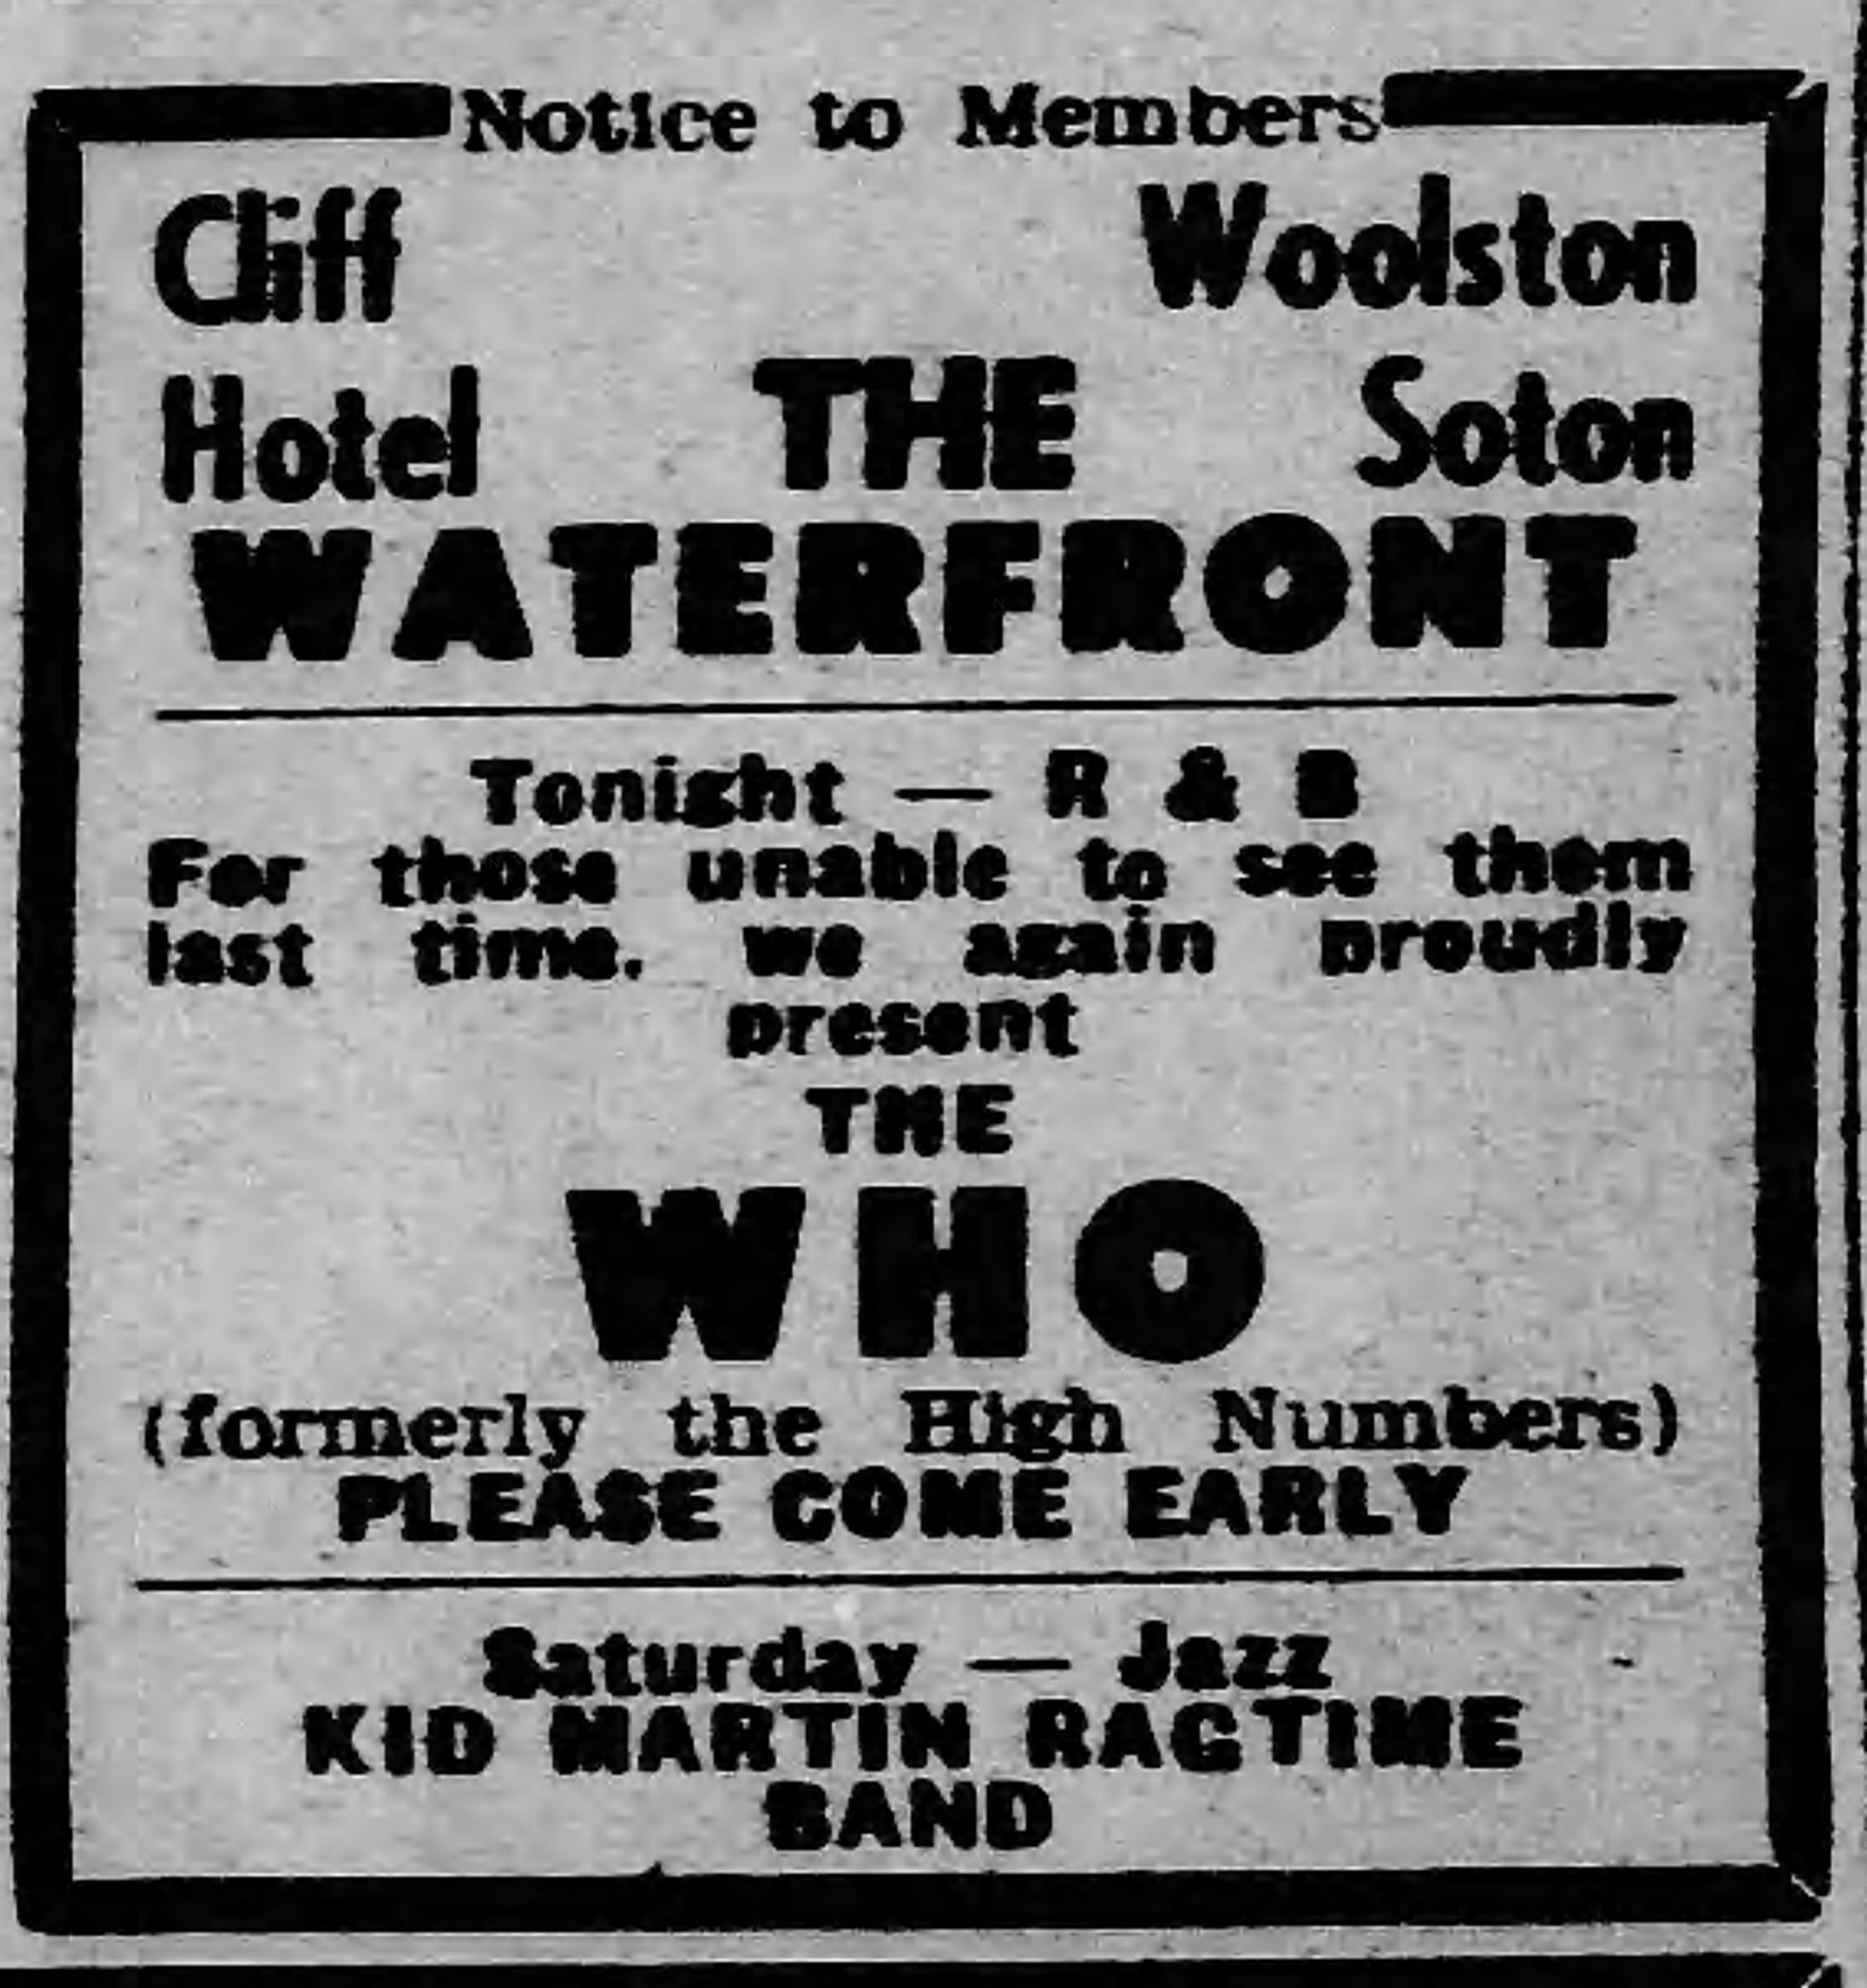 Notice to Members
Cliff Woolston
Hotel THE Soton
WATERFRONT
Tonight — R & B
For those unable to see them
last time, we again proudly
present
THE
WHO
(formerly the High Numbers)
PLEASE COME EARLY
Saturday — Jazz
KID MARTIN RAGTIME
BAND